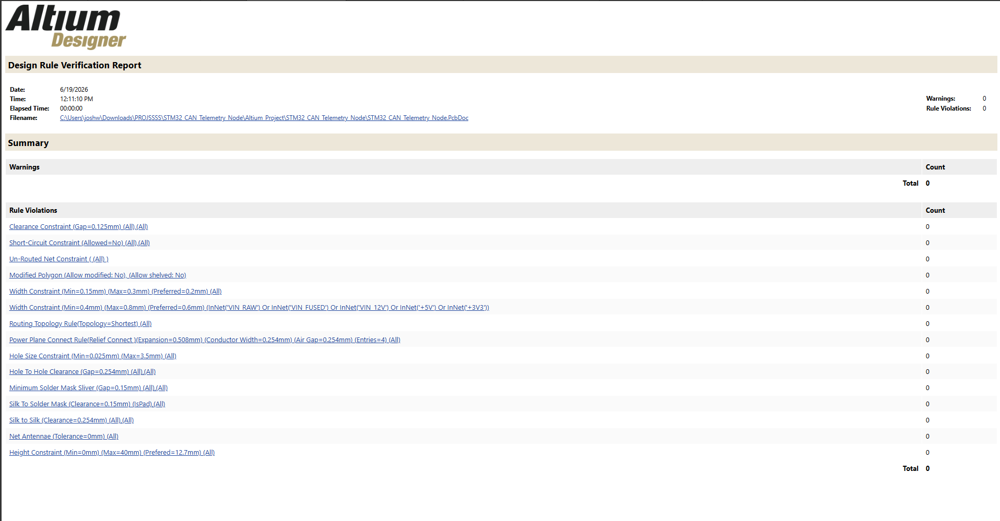 Altium
Designer
Design Rule Verification Report
Date: 6/19/2026
Time: 12:11:10 PM
Elapsed Time: 00:00:00
Filename: C:\Users\joshw\Downloads\PROJSSSS\STM32_CAN_Telemetry_Node\Altium_Project\STM32_CAN_Telemetry_Node\STM32_CAN_Telemetry_Node.PcbDoc
Warnings: 0
Rule Violations: 0
Summary
Warnings Count
Total 0
Rule Violations Count
Clearance Constraint (Gap=0.125mm) (All),(All) 0
Short-Circuit Constraint (Allowed=No) (All),(All) 0
Un-Routed Net Constraint ( (All) ) 0
Modified Polygon (Allow modified: No), (Allow shelved: No) 0
Width Constraint (Min=0.15mm) (Max=0.3mm) (Preferred=0.2mm) (All) 0
Width Constraint (Min=0.4mm) (Max=0.8mm) (Preferred=0.6mm) (InNet('VIN_RAW') Or InNet('VIN_FUSED') Or InNet('VIN_12V') Or InNet('+5V') Or InNet('+3V3')) 0
Routing Topology Rule(Topology=Shortest) (All) 0
Power Plane Connect Rule(Relief Connect )(Expansion=0.508mm) (Conductor Width=0.254mm) (Air Gap=0.254mm) (Entries=4) (All) 0
Hole Size Constraint (Min=0.025mm) (Max=3.5mm) (All) 0
Hole To Hole Clearance (Gap=0.254mm) (All),(All) 0
Minimum Solder Mask Sliver (Gap=0.15mm) (All),(All) 0
Silk To Solder Mask (Clearance=0.15mm) (IsPad),(All) 0
Silk to Silk (Clearance=0.254mm) (All),(All) 0
Net Antennae (Tolerance=0mm) (All) 0
Height Constraint (Min=0mm) (Max=40mm) (Prefered=12.7mm) (All) 0
Total 0